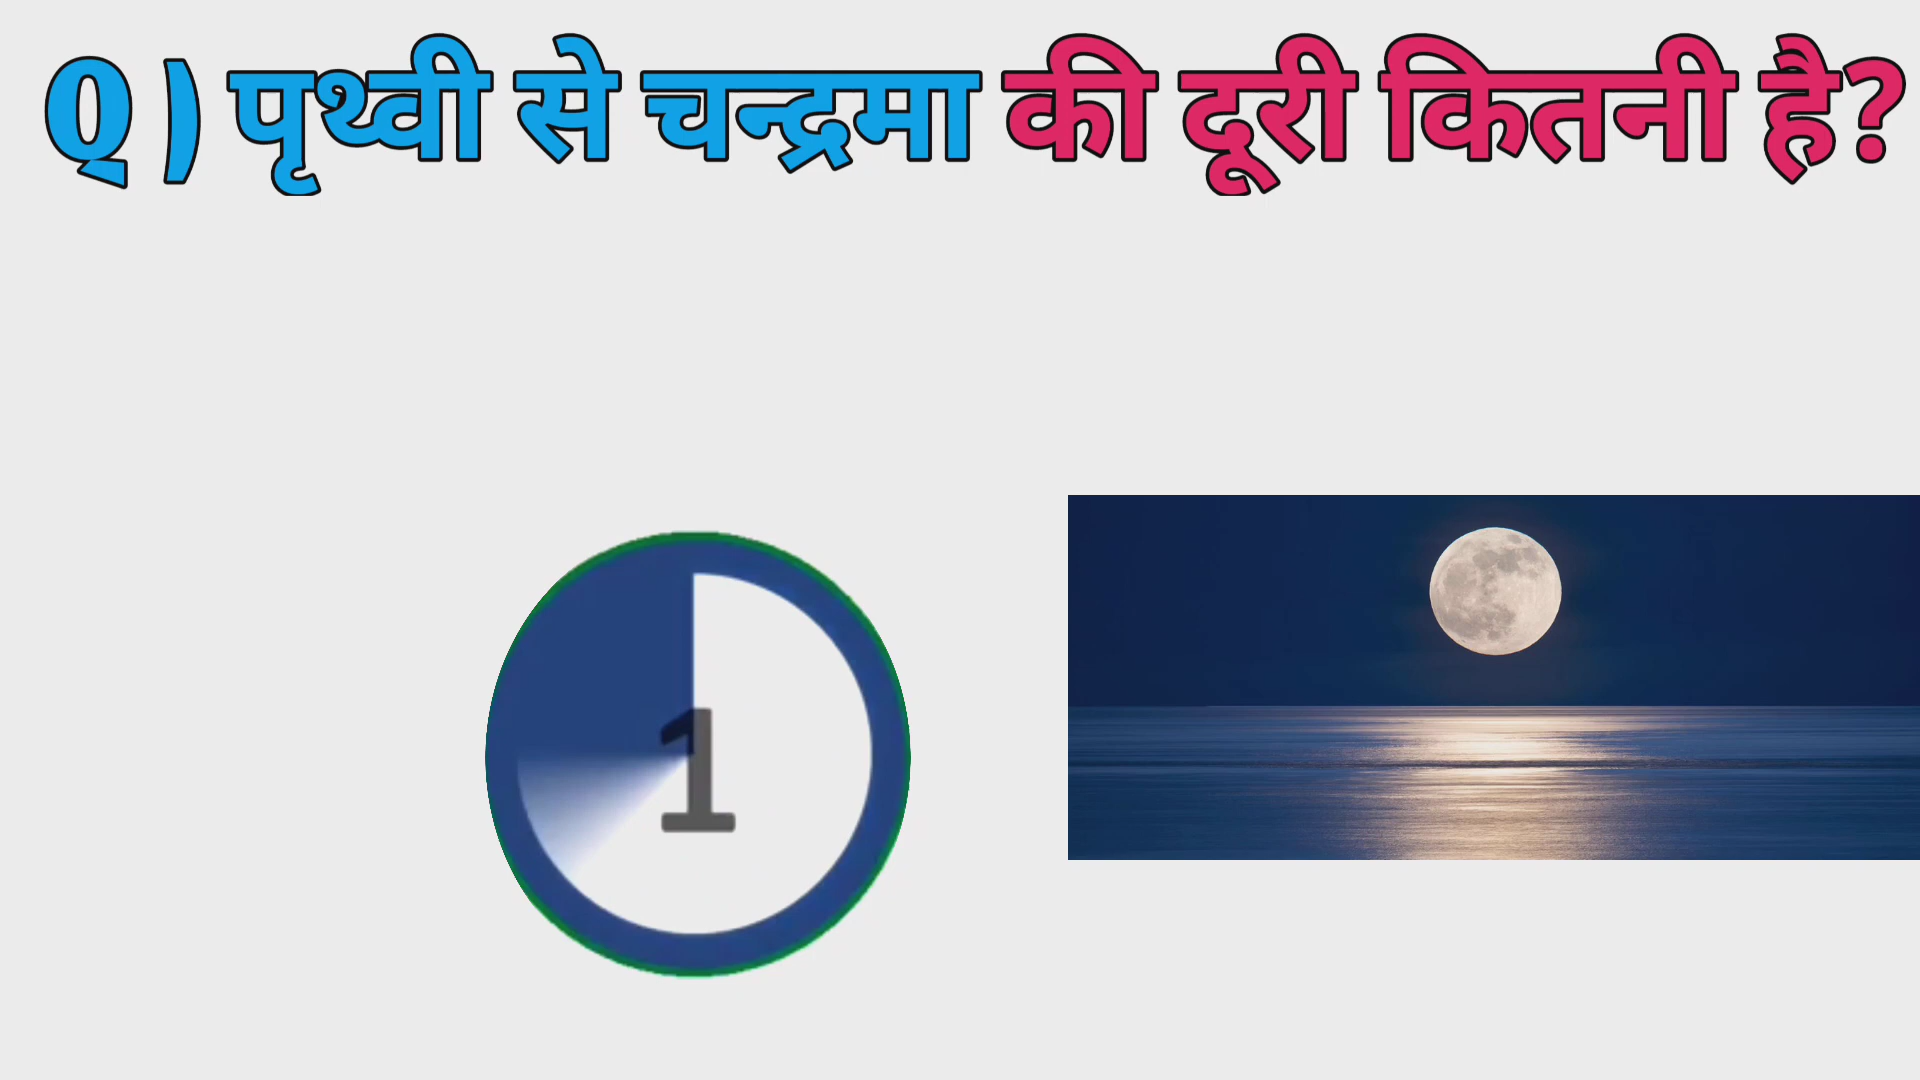 Q ) पृथ्वी से चन्द्रमा की दूरी कितनी है?
1